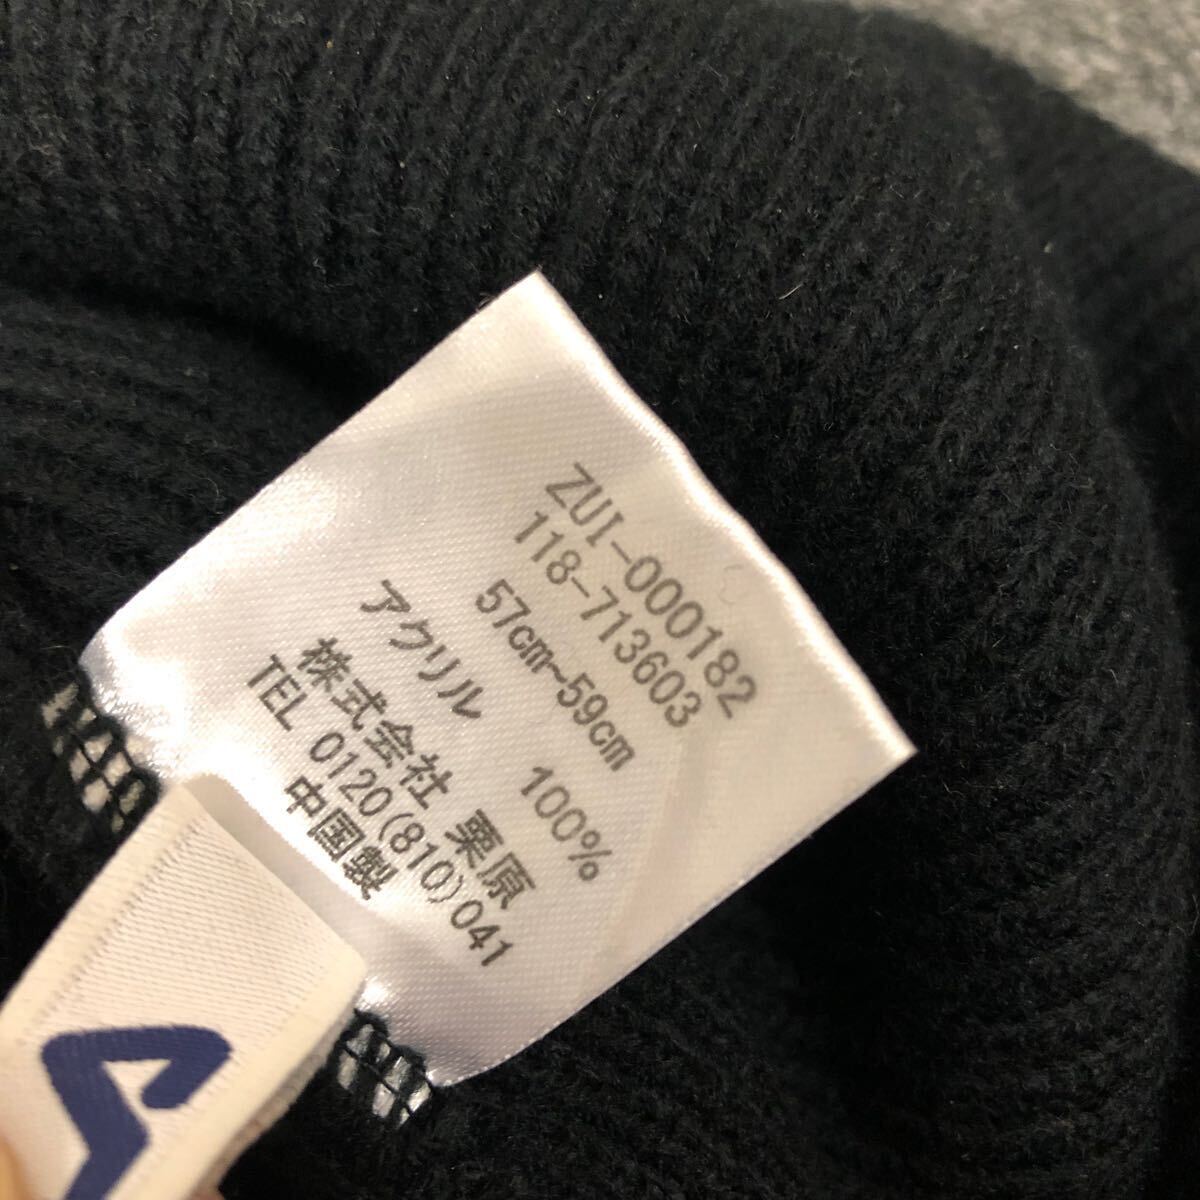 ZUI-000182
118-713603
57cm-59cm
アクリル 100%
株式会社 栗原
TEL 0120(810)041
中国製